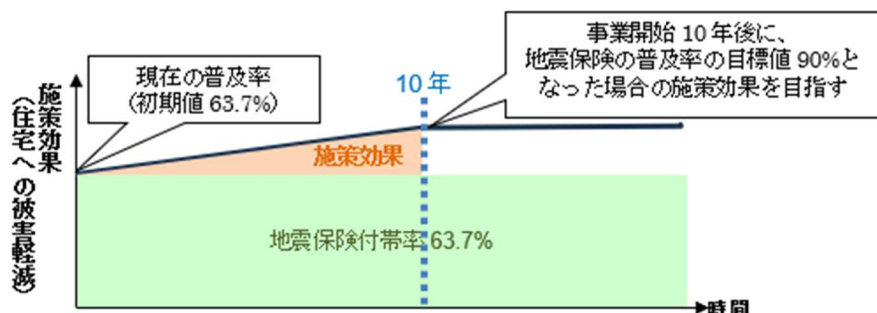 事業開始 10 年後に、
地震保険の普及率の目標値 90%と
なった場合の施策効果を目指す
現在の普及率
(初期値 63.7%)
10 年
施策効果
(住宅への被害軽減)
施策効果
地震保険付帯率 63.7%
時間